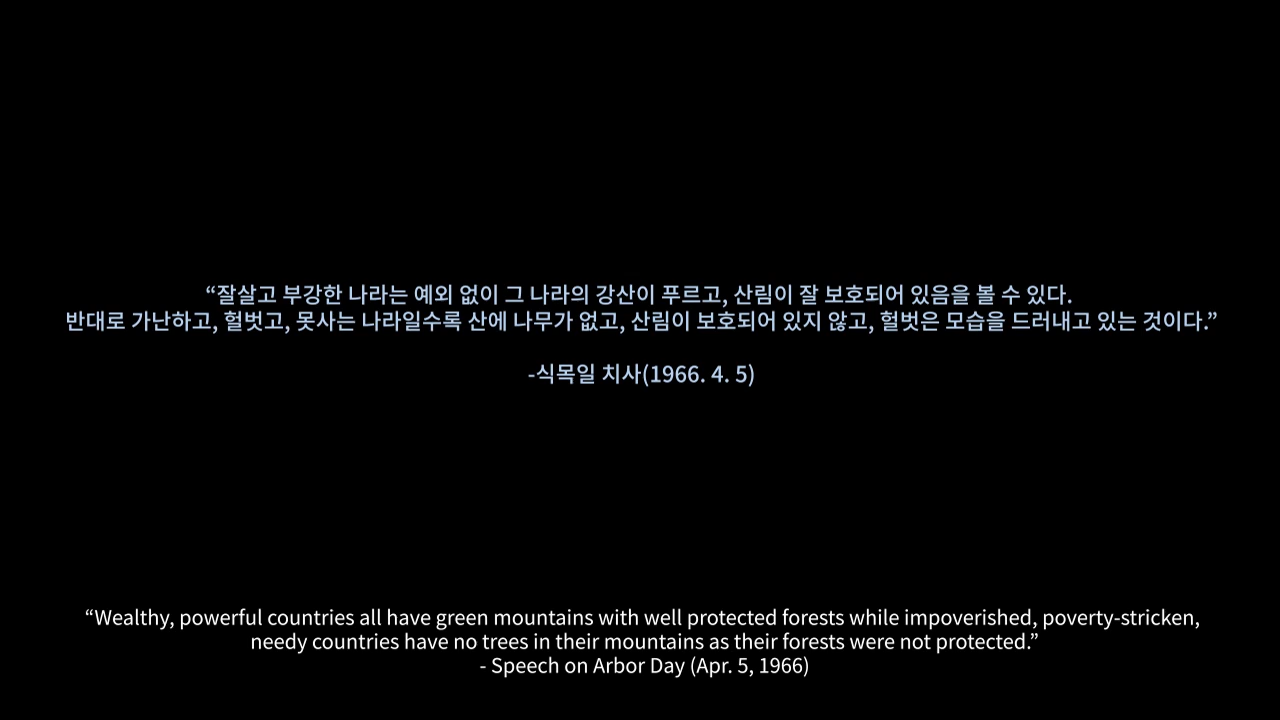 “잘살고 부강한 나라는 예외 없이 그 나라의 강산이 푸르고, 산림이 잘 보호되어 있음을 볼 수 있다.
반대로 가난하고, 헐벗고, 못사는 나라일수록 산에 나무가 없고, 산림이 보호되어 있지 않고, 헐벗은 모습을 드러내고 있는 것이다.”
-식목일 치사(1966. 4. 5)
“Wealthy, powerful countries all have green mountains with well protected forests while impoverished, poverty-stricken,
needy countries have no trees in their mountains as their forests were not protected.”
- Speech on Arbor Day (Apr. 5, 1966)